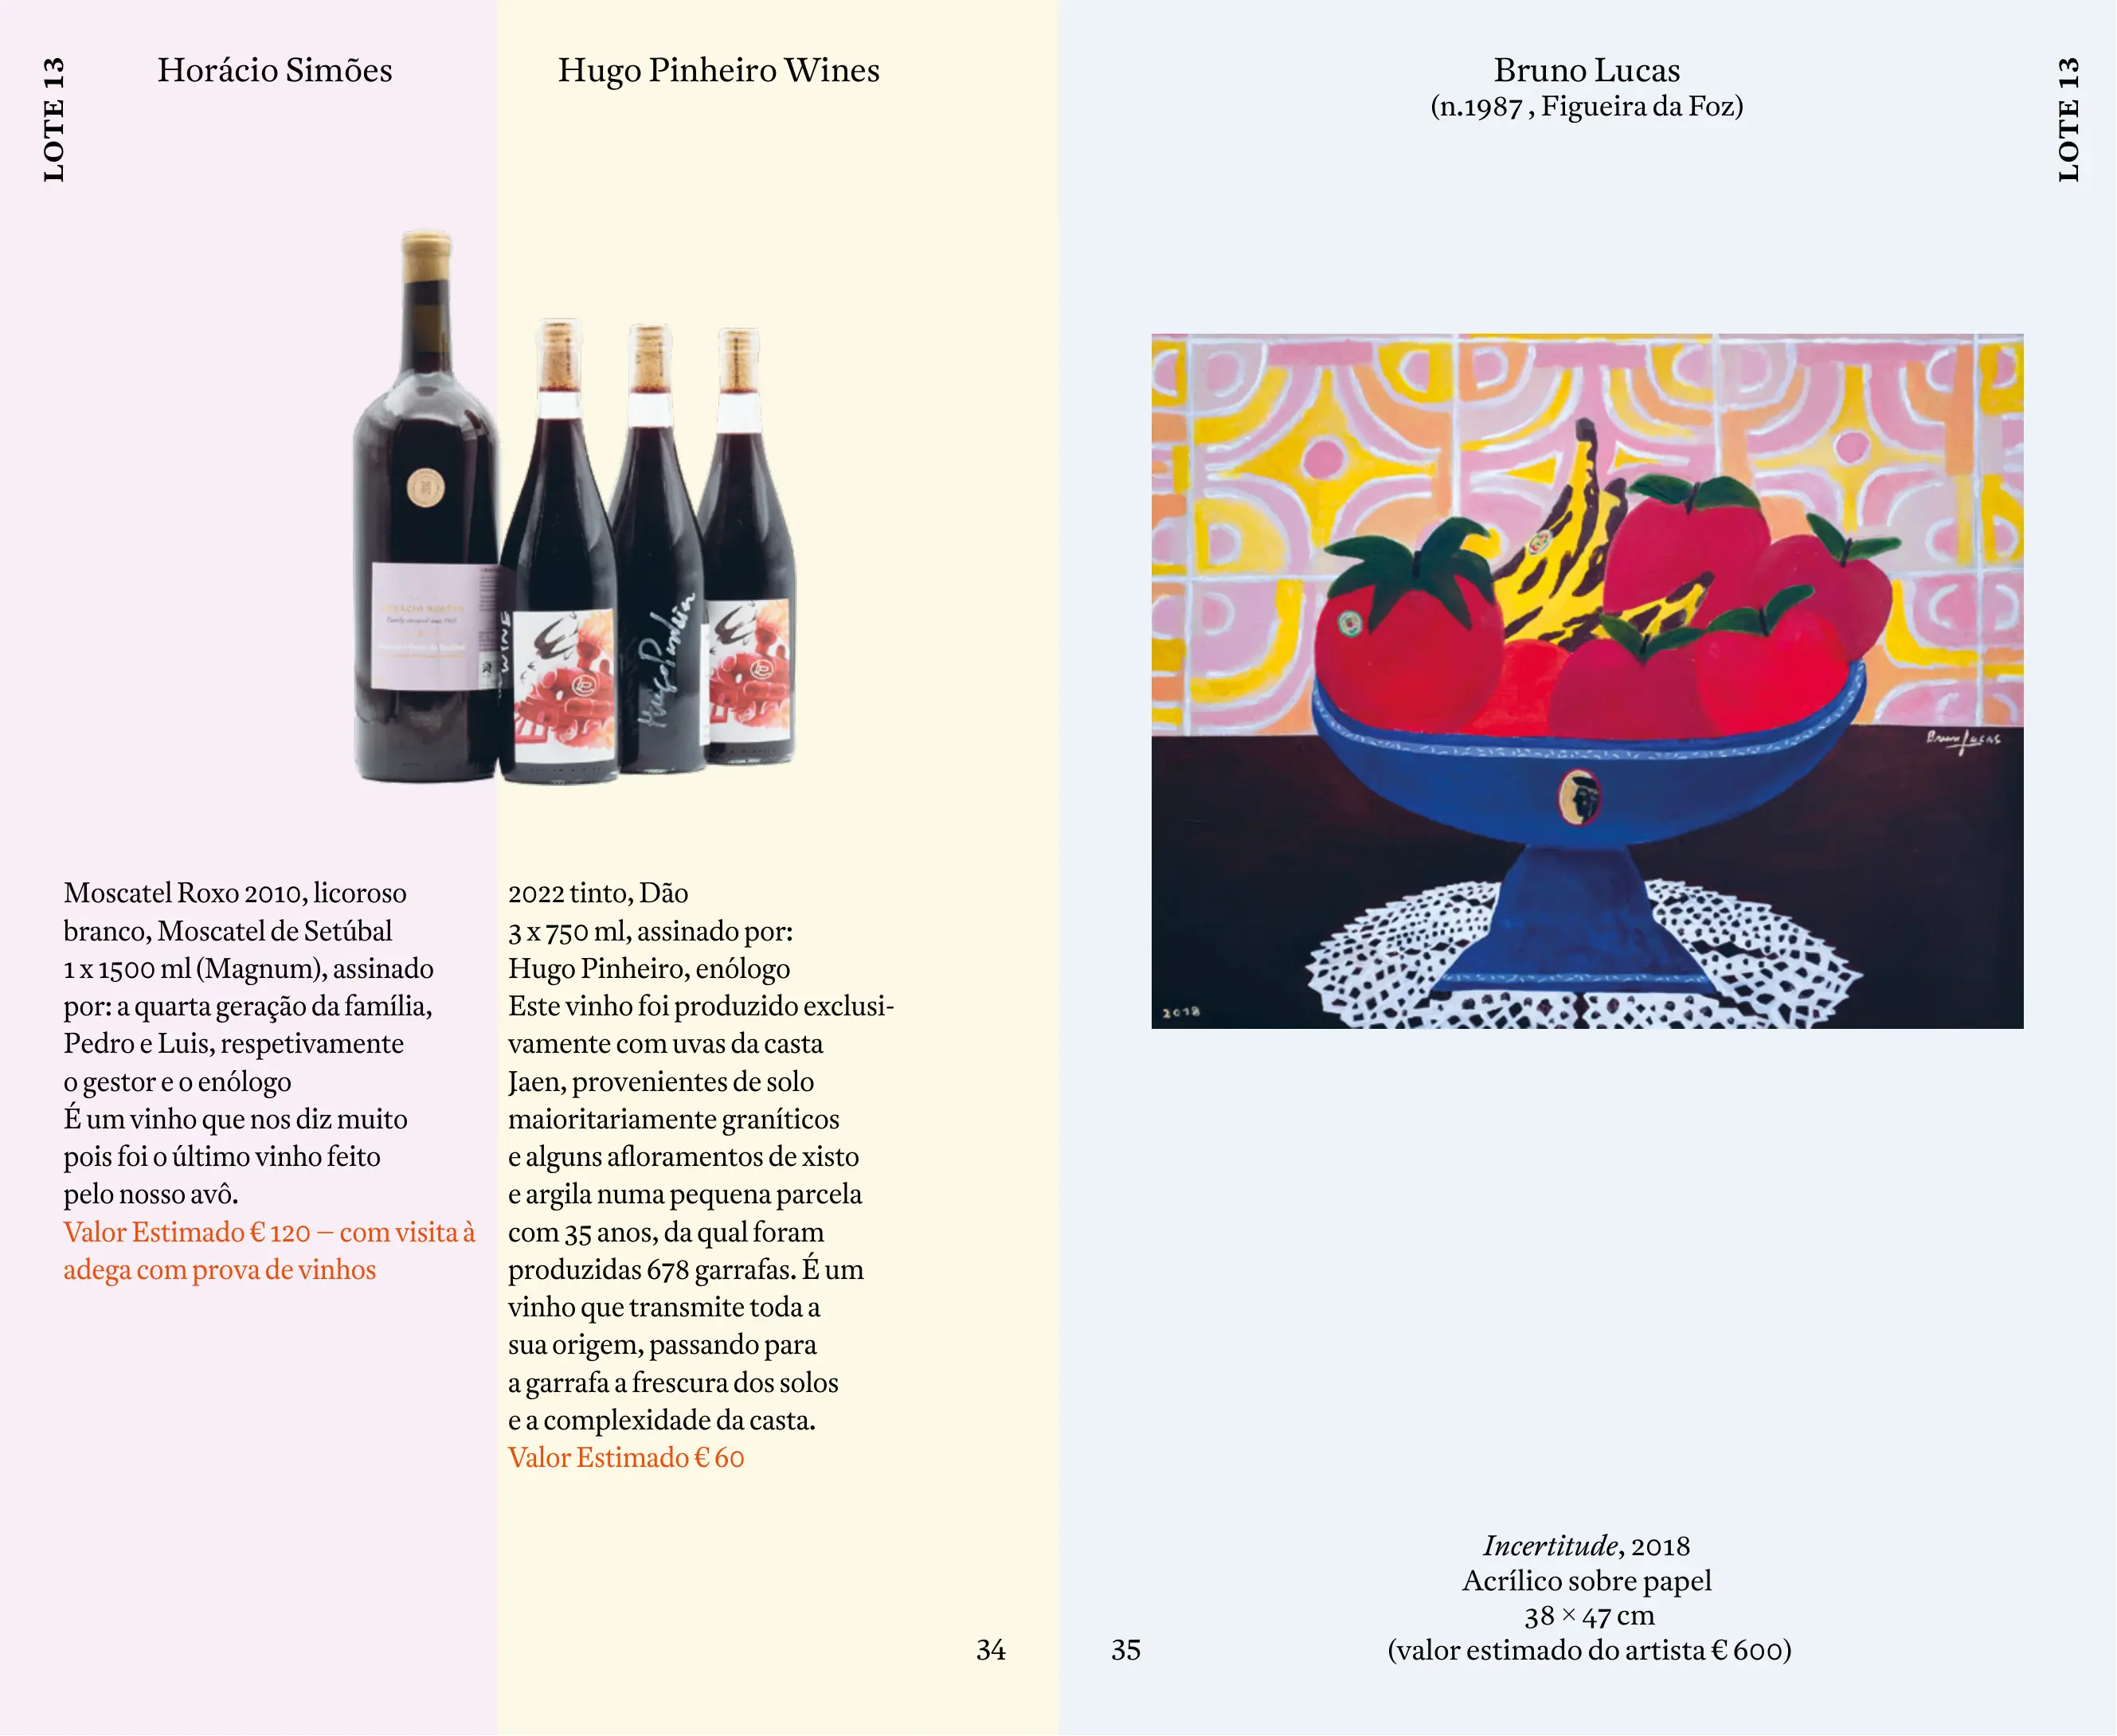 LOTE 13
Horácio Simões
Moscatel Roxo 2010, licoroso
branco, Moscatel de Setúbal
1 x 1500 ml (Magnum), assinado
por: a quarta geração da família,
Pedro e Luis, respetivamente
o gestor e o enólogo
É um vinho que nos diz muito
pois foi o último vinho feito
pelo nosso avô.
Valor Estimado € 120 — com visita à
adega com prova de vinhos
Hugo Pinheiro Wines
WINE
Hugo Pinheiro
2022 tinto, Dão
3 x 750 ml, assinado por:
Hugo Pinheiro, enólogo
Este vinho foi produzido exclusi-
vamente com uvas da casta
Jaen, provenientes de solo
maioritariamente graníticos
e alguns afloramentos de xisto
e argila numa pequena parcela
com 35 anos, da qual foram
produzidas 678 garrafas. É um
vinho que transmite toda a
sua origem, passando para
a garrafa a frescura dos solos
e a complexidade da casta.
Valor Estimado € 60
34
Bruno Lucas
(n.1987 , Figueira da Foz)
LOTE 13
Bruno Lucas
2018
Incertitude, 2018
Acrílico sobre papel
38 × 47 cm
(valor estimado do artista € 600)
35